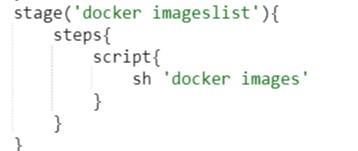 stage('docker imageslist'){
    steps{
        script{
            sh 'docker images'
        }
    }
}